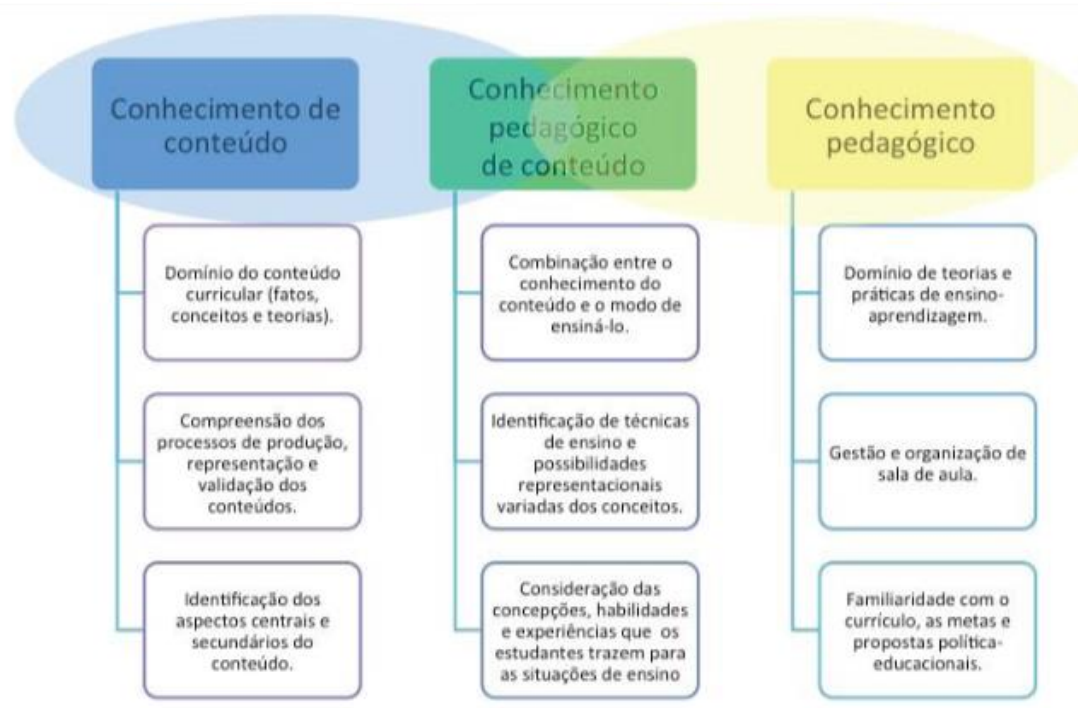 Conhecimento de
conteúdo
Domínio do conteúdo
curricular (fatos,
conceitos e teorias).
Compreensão dos
processos de produção,
representação e
validação dos
conteúdos.
Identificação dos
aspectos centrais e
secundários do
conteúdo.
Conhecimento
pedagógico
de conteúdo
Combinação entre o
conhecimento do
conteúdo e o modo de
ensiná-lo.
Identificação de técnicas
de ensino e
possibilidades
representacionais
variadas dos conceitos.
Consideração das
concepções, habilidades
e experiências que os
estudantes trazem para
as situações de ensino
Conhecimento
pedagógico
Domínio de teorias e
práticas de ensino-
aprendizagem.
Gestão e organização de
sala de aula.
Familiaridade com o
currículo, as metas e
propostas política-
educacionais.